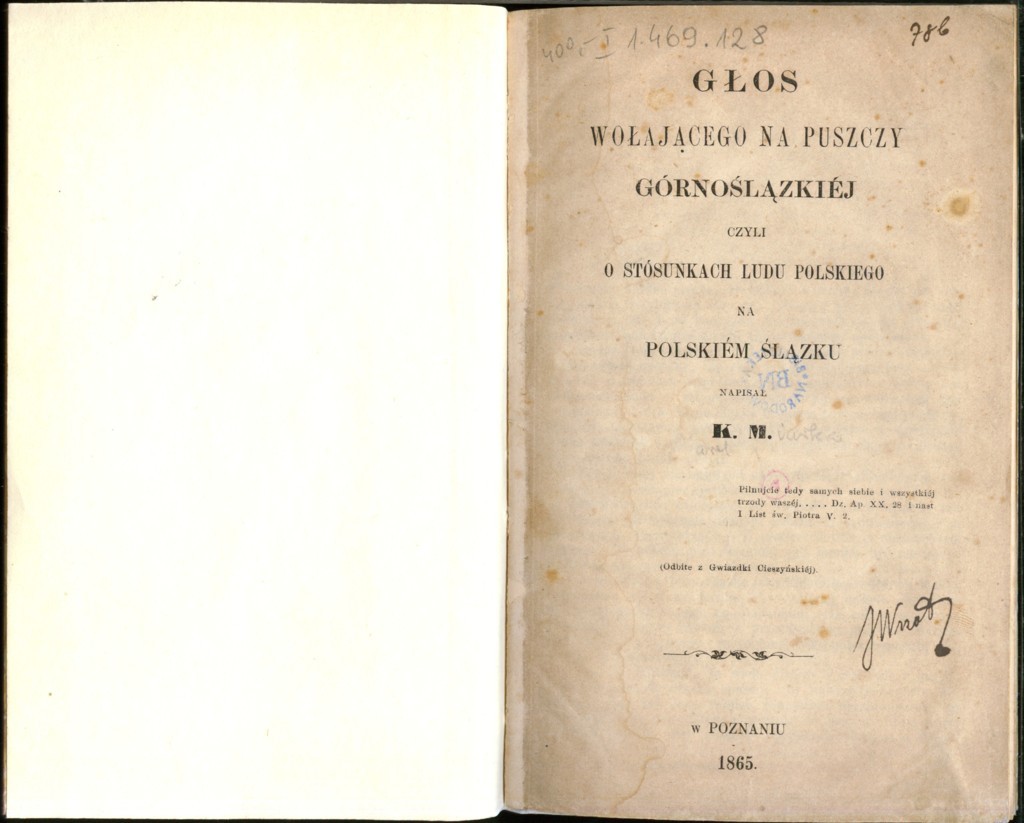 400,- I 1.469.128
786
GŁOS
WOŁAJĄCEGO NA PUSZCZY
GÓRNOŚLĄZKIÉJ
CZYLI
O STÓSUNKACH LUDU POLSKIEGO
NA
POLSKIÉM ŚLĄZKU
BN
NAPISAŁ
K. M.
Pilnujcie tedy samych siebie i wszystkiéj
trzody waszéj. . . . . Dz. Ap. XX. 28 i nast
I List św. Piotra V. 2.
(Odbite z Gwiazdki Cieszyńskiéj).
W POZNANIU
1865.